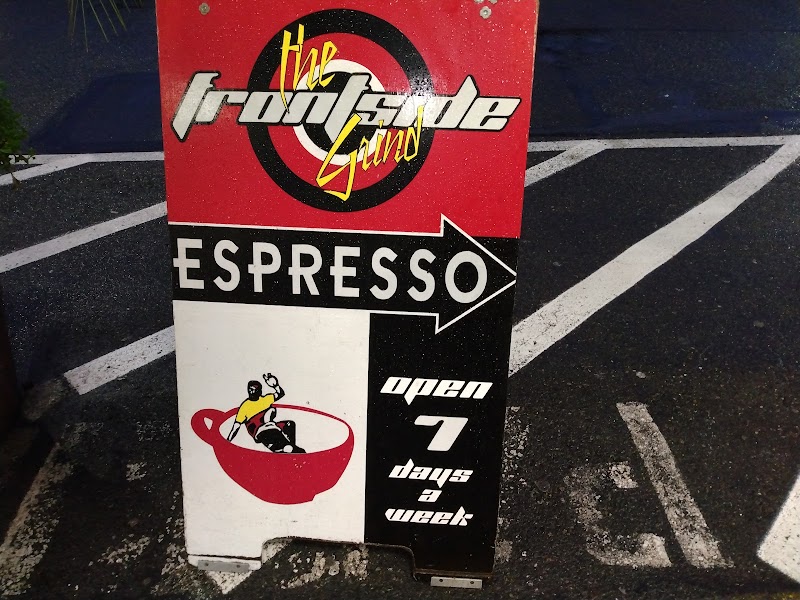 the
frontside
Grind
ESPRESSO
open
7
days
a
week